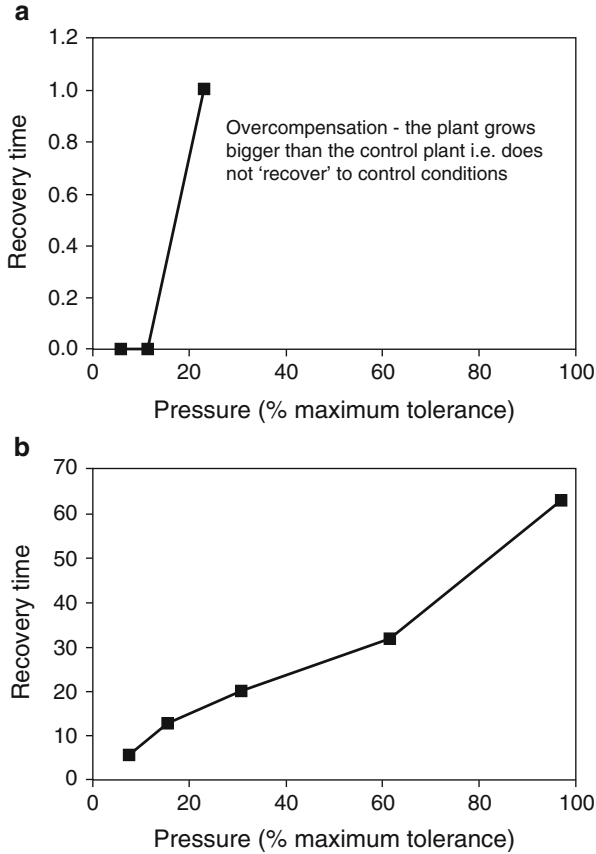 a
1.2
1.0
0.8
0.6
0.4
0.2
0.0
Recovery time
Overcompensation - the plant grows
bigger than the control plant i.e. does
not ‘recover’ to control conditions
0 20 40 60 80 100
Pressure (% maximum tolerance)
b
70
60
50
40
30
20
10
0
Recovery time
0 20 40 60 80 100
Pressure (% maximum tolerance)